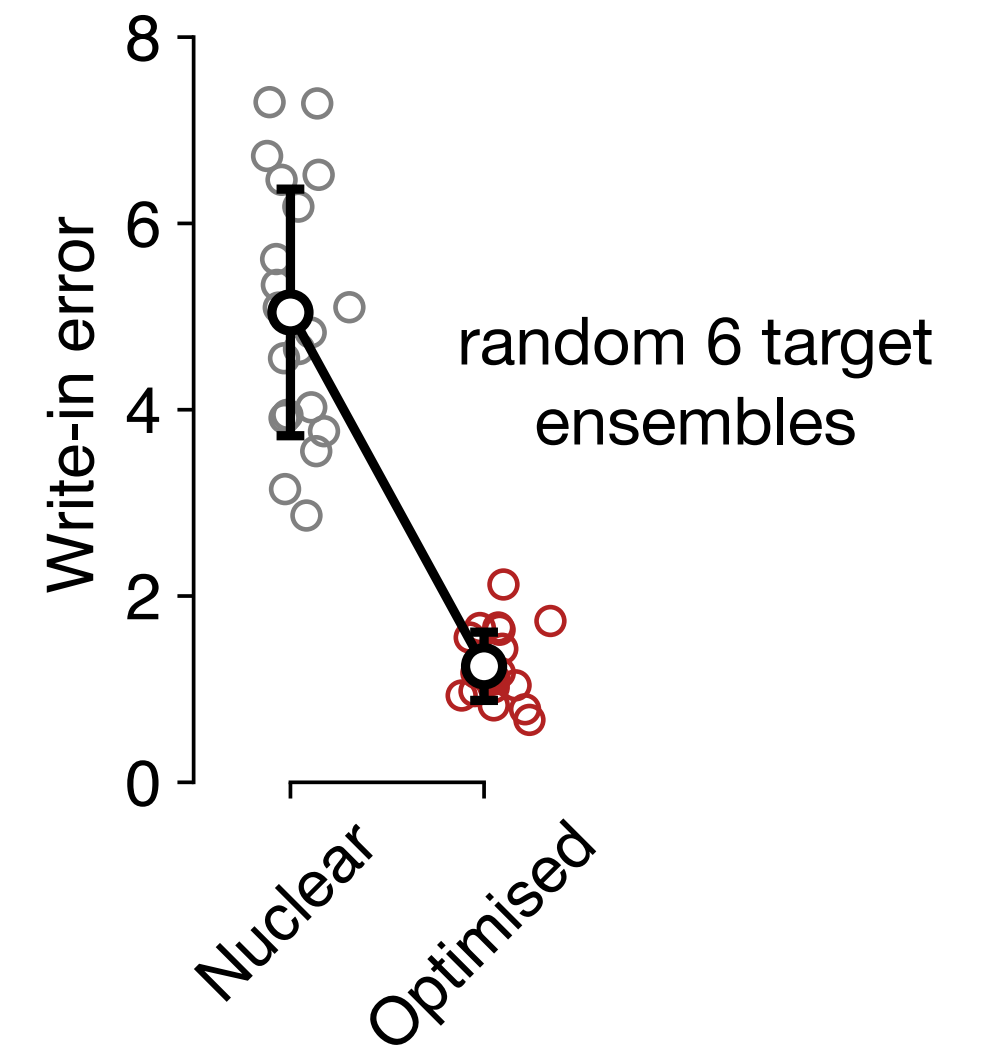 8
6
4
2
0
Write-in error
random 6 target
ensembles
Nuclear
Optimised